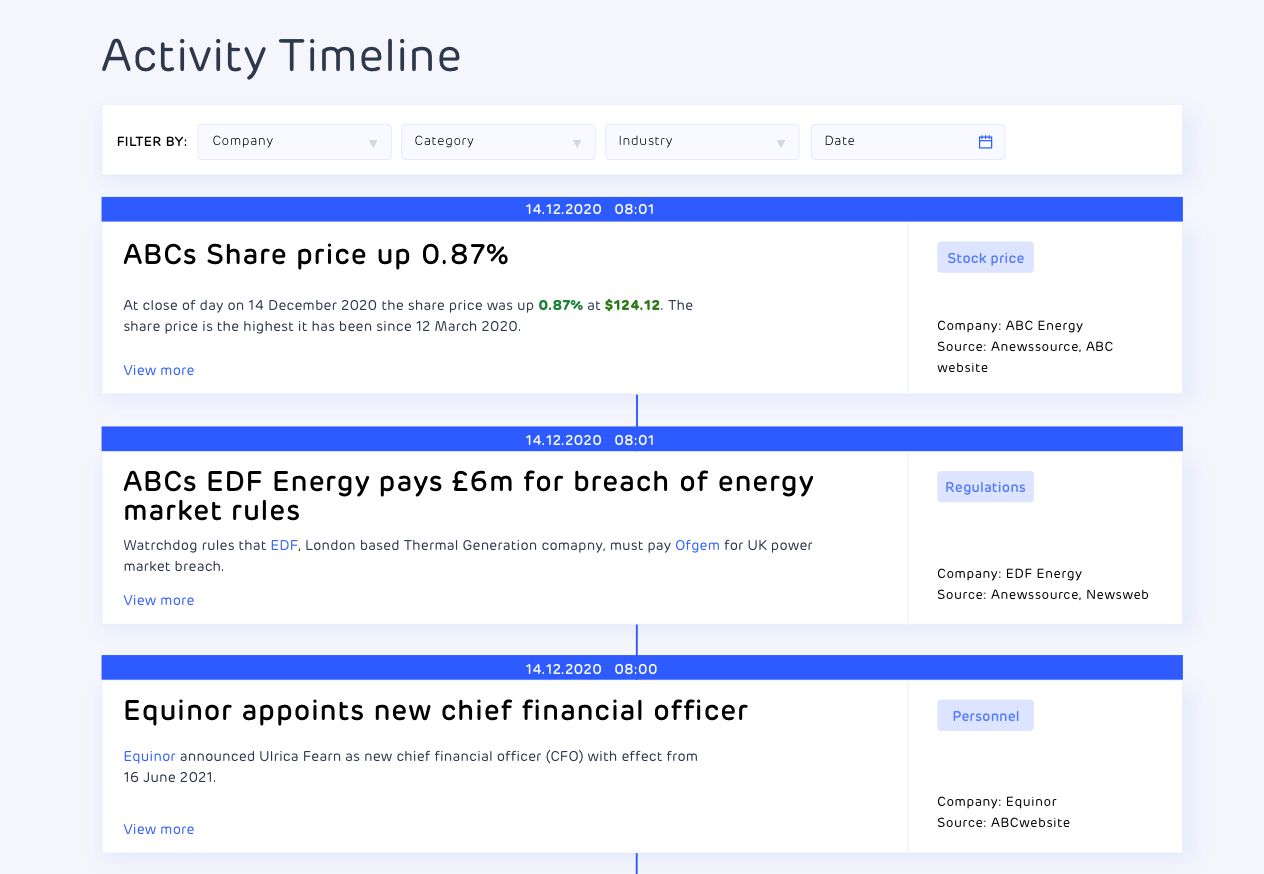 Activity Timeline
FILTER BY: Company Category Industry Date
14.12.2020 08:01
ABCs Share price up 0.87%
Stock price
At close of day on 14 December 2020 the share price was up 0.87% at $124.12. The
share price is the highest it has been since 12 March 2020.
View more
Company: ABC Energy
Source: Anewssource, ABC
website
14.12.2020 08:01
ABCs EDF Energy pays £6m for breach of energy
market rules
Regulations
Watrchdog rules that EDF, London based Thermal Generation comapny, must pay Ofgem for UK power
market breach.
View more
Company: EDF Energy
Source: Anewssource, Newsweb
14.12.2020 08:00
Equinor appoints new chief financial officer
Personnel
Equinor announced Ulrica Fearn as new chief financial officer (CFO) with effect from
16 June 2021.
View more
Company: Equinor
Source: ABCwebsite